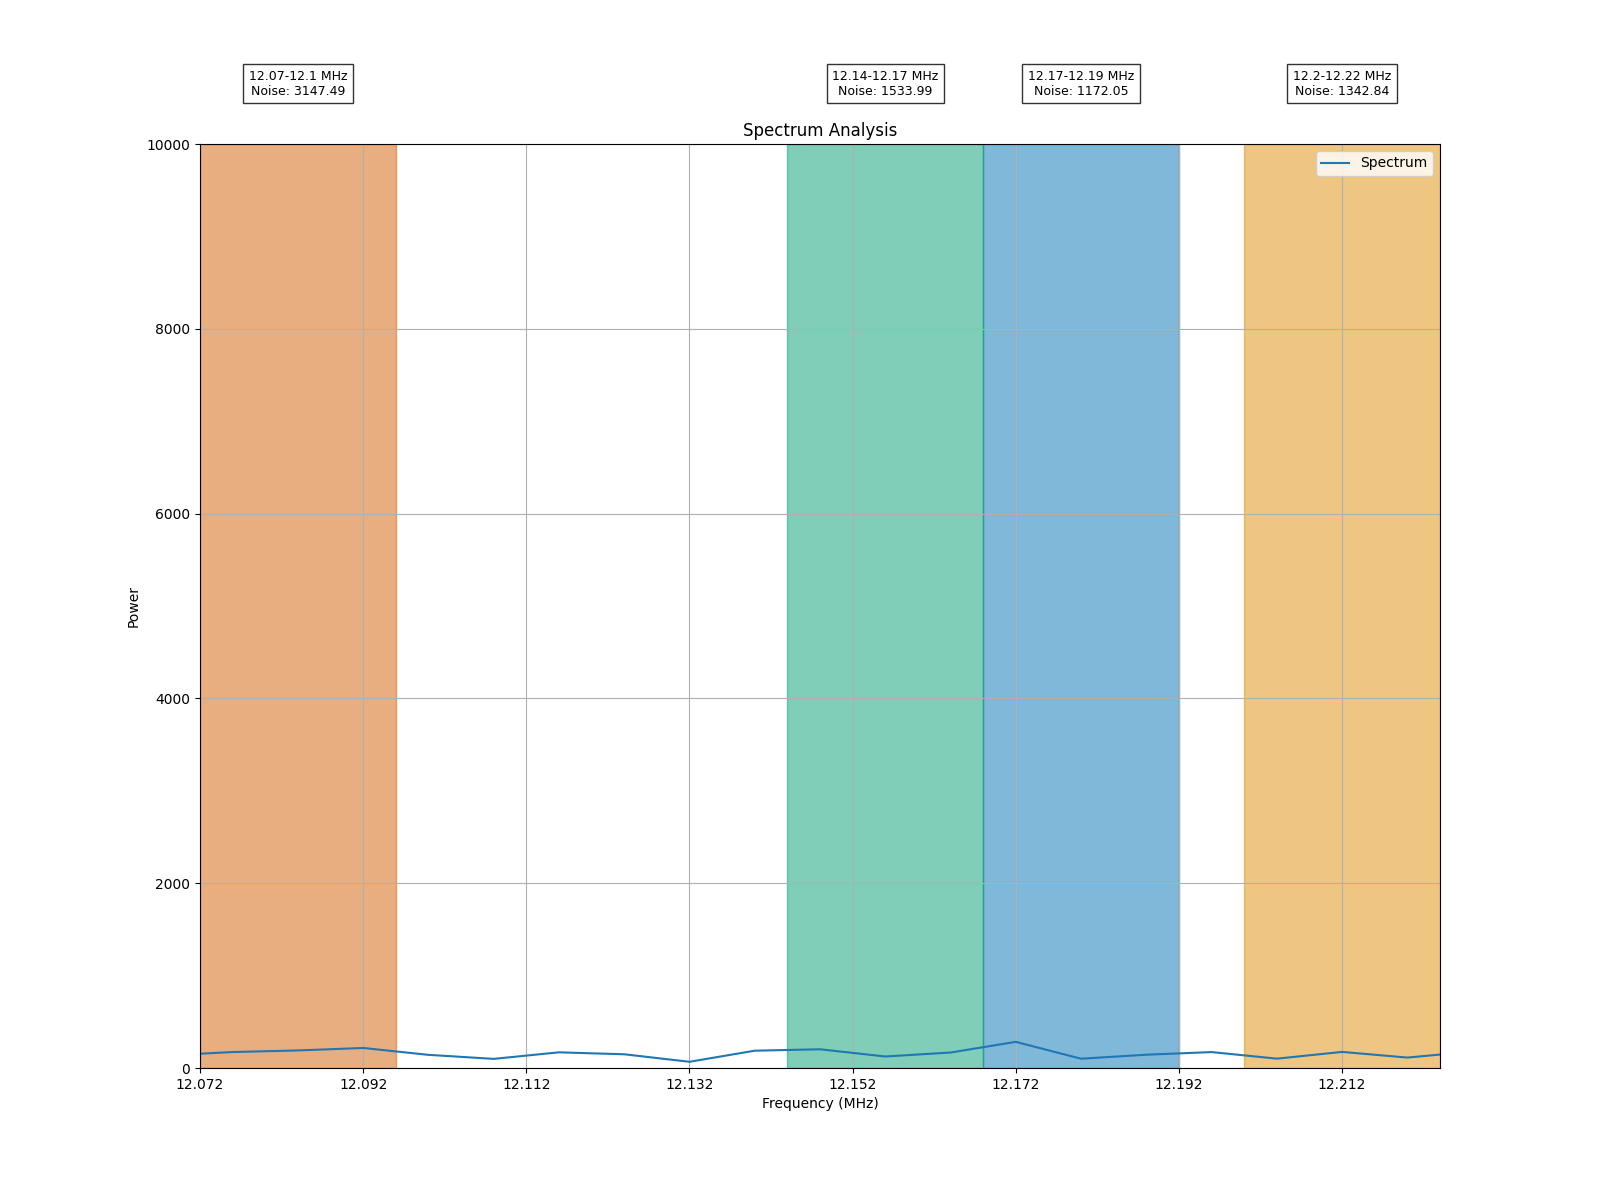 12.07-12.1 MHz
Noise: 3147.49
12.14-12.17 MHz
Noise: 1533.99
12.17-12.19 MHz
Noise: 1172.05
12.2-12.22 MHz
Noise: 1342.84
Spectrum Analysis
Spectrum
10000
8000
6000
4000
2000
0
Power
12.072
12.092
12.112
12.132
12.152
12.172
12.192
12.212
Frequency (MHz)